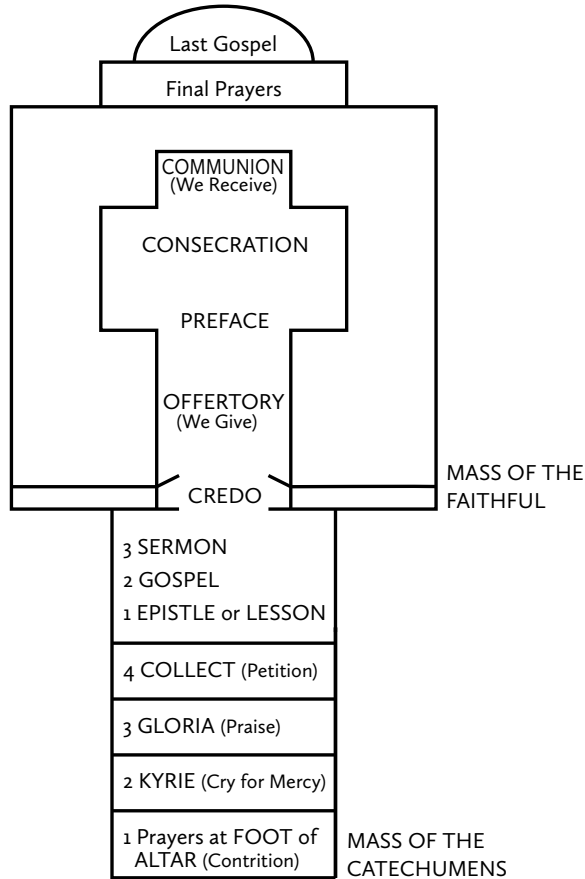 Last Gospel
Final Prayers
COMMUNION
(We Receive)
CONSECRATION
PREFACE
OFFERTORY
(We Give)
MASS OF THE
FAITHFUL
CREDO
3 SERMON
2 GOSPEL
1 EPISTLE or LESSON
4 COLLECT (Petition)
3 GLORIA (Praise)
2 KYRIE (Cry for Mercy)
1 Prayers at FOOT of
ALTAR (Contrition)
MASS OF THE
CATECHUMENS